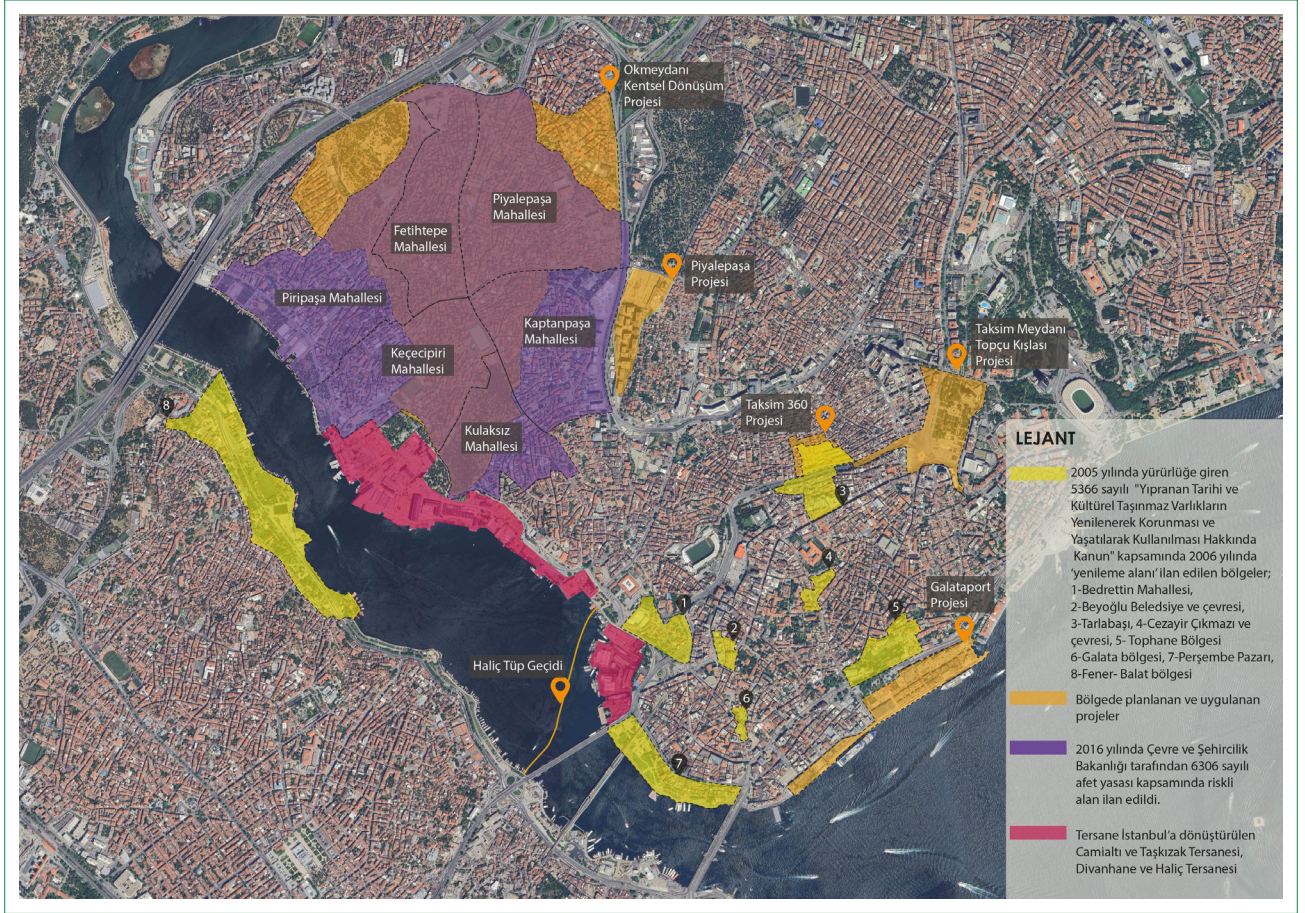 Okmeydanı
Kentsel Dönüşüm
Projesi
Piyalepaşa
Mahallesi
Fetihtepe
Mahallesi
Piyalepaşa
Projesi
Piripaşa Mahallesi
Kaptanpaşa
Mahallesi
Keçecipiri
Mahallesi
Taksim Meydanı
Topçu Kışlası
Projesi
Taksim 360
Projesi
8
Kulaksız
Mahallesi
3
4
Galataport
Projesi
5
1
2
Haliç Tüp Geçidi
6
7
LEJANT
2005 yılında yürürlüğe giren
5366 sayılı "Yıpranan Tarihi ve
Kültürel Taşınmaz Varlıkların
Yenilenerek Korunması ve
Yaşatılarak Kullanılması Hakkında
Kanun" kapsamında 2006 yılında
'yenileme alanı' ilan edilen bölgeler;
1-Bedrettin Mahallesi,
2-Beyoğlu Beledsiye ve çevresi,
3-Tarlabaşı, 4-Cezayir Çıkmazı ve
çevresi, 5- Tophane Bölgesi
6-Galata bölgesi, 7-Perşembe Pazarı,
8-Fener- Balat bölgesi
Bölgede planlanan ve uygulanan
projeler
2016 yılında Çevre ve Şehircilik
Bakanlığı tarafından 6306 sayılı
afet yasası kapsamında riskli
alan ilan edildi.
Tersane İstanbul'a dönüştürülen
Camialtı ve Taşkızak Tersanesi,
Divanhane ve Haliç Tersanesi